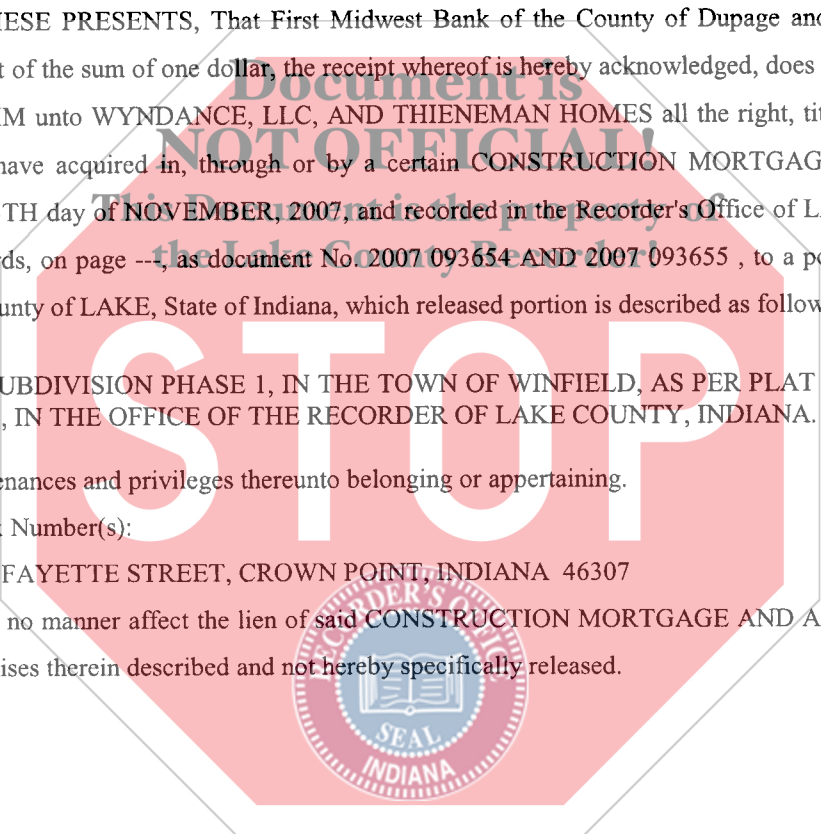 IESE PRESENTS, That First Midwest Bank of the County of Dupage and
t of the sum of one dollar, the receipt whereof is hereby acknowledged, does
Document is
IM unto WYNDANCE, LLC, AND THIENEMAN HOMES all the right, tit
NOT OFFICIAL!
have acquired in, through or by a certain CONSTRUCTION MORTGAG
TH day of NOVEMBER, 2007, and recorded in the Recorder's Office of L
This Document is the property of
rds, on page ---, as document No. 2007 093654 AND 2007 093655 , to a p
the Lake County Recorder!
unty of LAKE, State of Indiana, which released portion is described as follow
STOP
UBDIVISION PHASE 1, IN THE TOWN OF WINFIELD, AS PER PLAT
, IN THE OFFICE OF THE RECORDER OF LAKE COUNTY, INDIANA.
enances and privileges thereunto belonging or appertaining.
Number(s):
FAYETTE STREET, CROWN POINT, INDIANA 46307
no manner affect the lien of said CONSTRUCTION MORTGAGE AND A
ises therein described and not hereby specifically released.
RECORDER'S OFFICE
SEAL
INDIANA